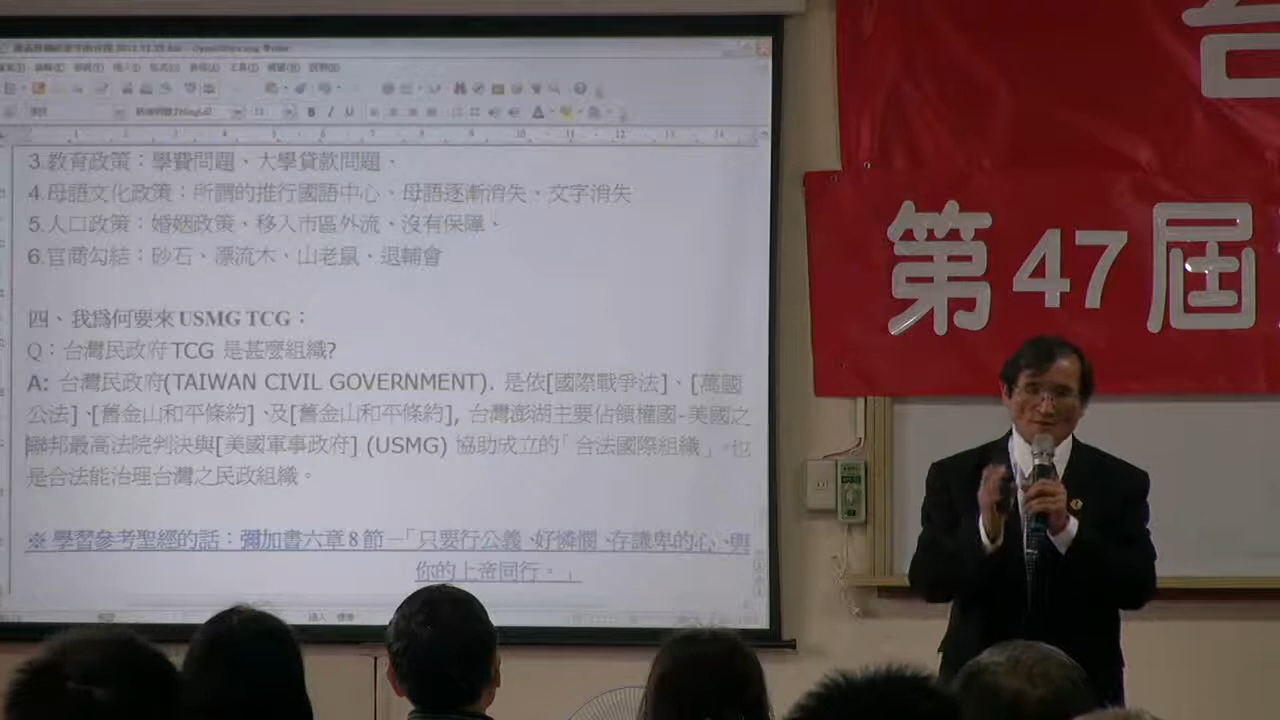 3.教育政策：學費問題、大學貸款問題、
4.母語文化政策：所謂的推行國語中心、母語逐漸消失、文字消失
5.人口政策：婚姻政策、移入市區外流、沒有保障、
6.官商勾結：砂石、漂流木、山老鼠、退輔會
四、我為何要來 USMG TCG：
Q：台灣民政府 TCG 是甚麼組織?
A: 台灣民政府(TAIWAN CIVIL GOVERNMENT). 是依[國際戰爭法]、[萬國
公法]、[舊金山和平條約]、及[舊金山和平條約], 台灣澎湖主要佔領權國-美國之
聯邦最高法院判決與[美國軍事政府] (USMG) 協助成立的「合法國際組織」。也
是合法能治理台灣之民政組織。
※ 學習參考聖經的話：彌加書六章 8 節 —「只要行公義、好憐憫、存謙卑的心、與
你的上帝同行。」
台
第47屆